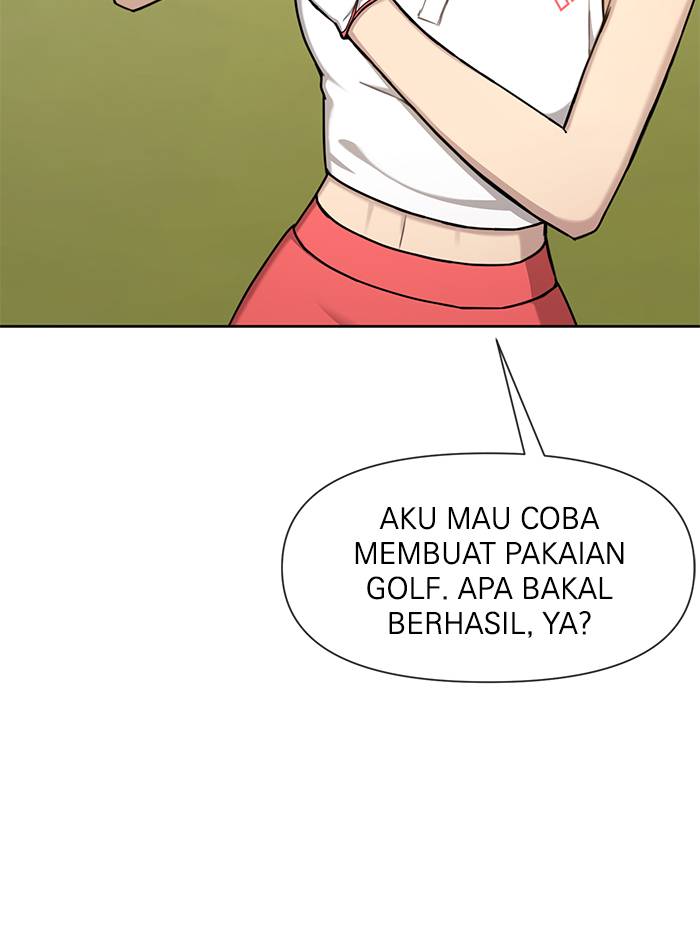 AKU MAU COBA
MEMBUAT PAKAIAN
GOLF. APA BAKAL
BERHASIL, YA?